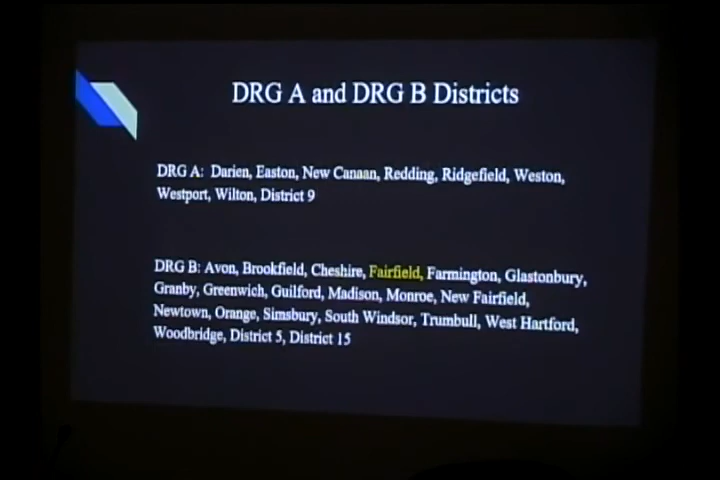 DRG A and DRG B Districts
DRG A: Darien, Easton, New Canaan, Redding, Ridgefield, Weston,
Westport, Wilton, District 9
DRG B: Avon, Brookfield, Cheshire, Fairfield, Farmington, Glastonbury,
Granby, Greenwich, Guilford, Madison, Monroe, New Fairfield,
Newtown, Orange, Simsbury, South Windsor, Trumbull, West Hartford,
Woodbridge, District 5, District 15